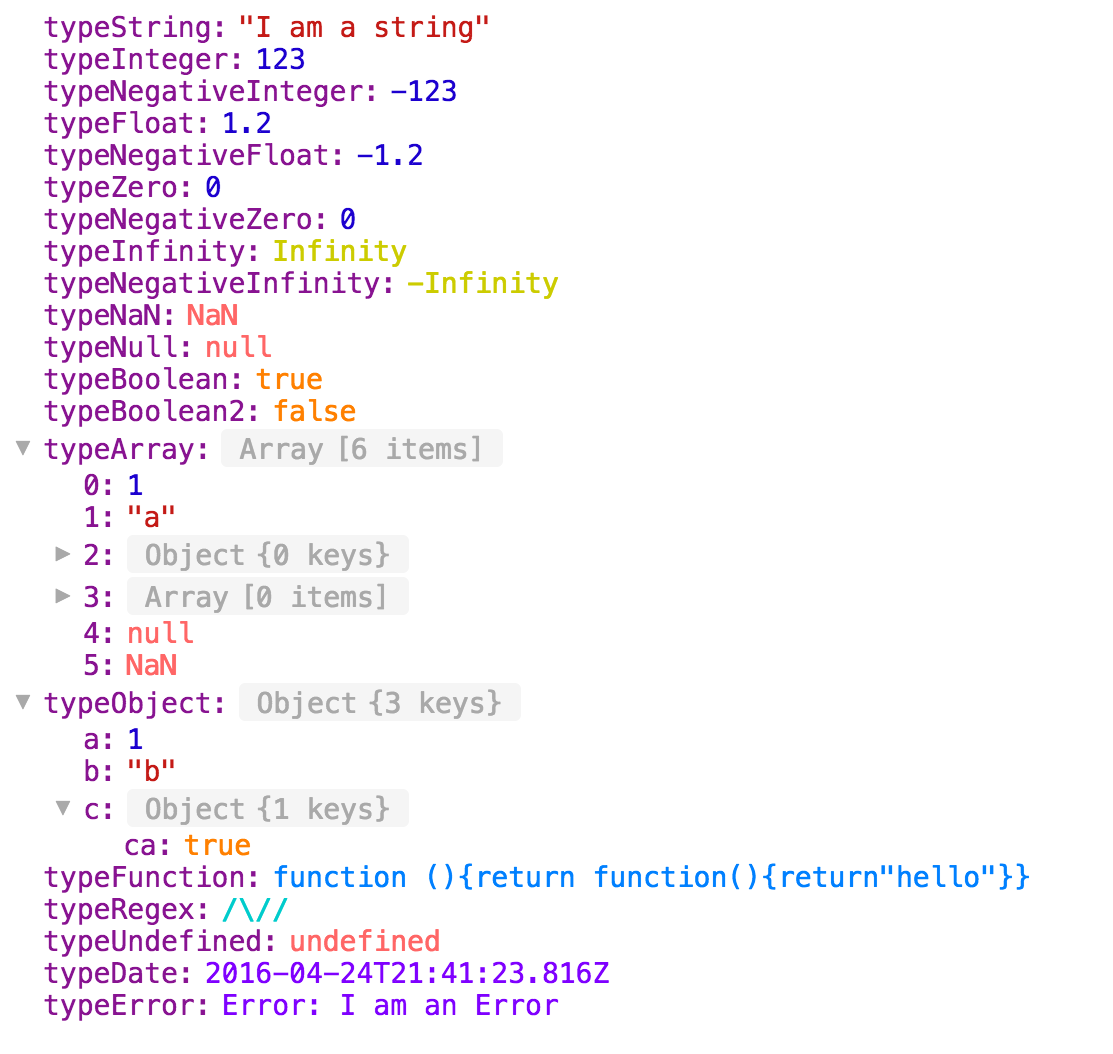 typeString: "I am a string"
typeInteger: 123
typeNegativeInteger: -123
typeFloat: 1.2
typeNegativeFloat: -1.2
typeZero: 0
typeNegativeZero: 0
typeInfinity: Infinity
typeNegativeInfinity: -Infinity
typeNaN: NaN
typeNull: null
typeBoolean: true
typeBoolean2: false
typeArray: Array [6 items]
0: 1
1: "a"
2: Object {0 keys}
3: Array [0 items]
4: null
5: NaN
typeObject: Object {3 keys}
a: 1
b: "b"
c: Object {1 keys}
ca: true
typeFunction: function (){return function(){return"hello"}}
typeRegex: /\//
typeUndefined: undefined
typeDate: 2016-04-24T21:41:23.816Z
typeError: Error: I am an Error